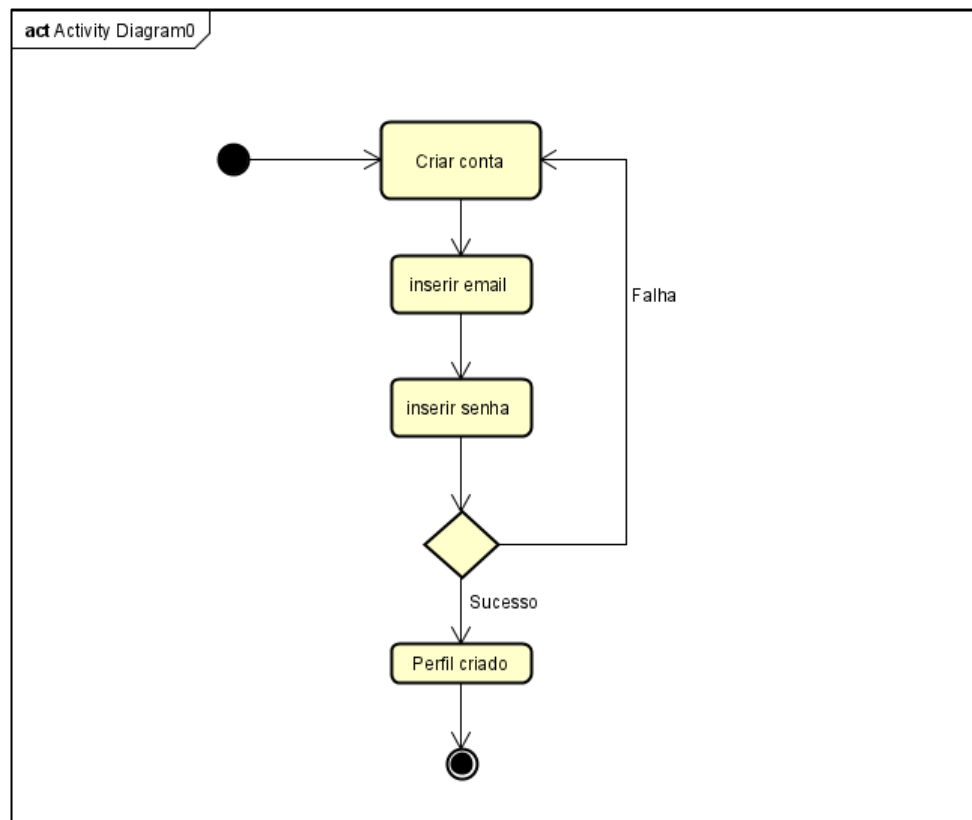 act Activity Diagram0
Criar conta
inserir email
Falha
inserir senha
Sucesso
Perfil criado